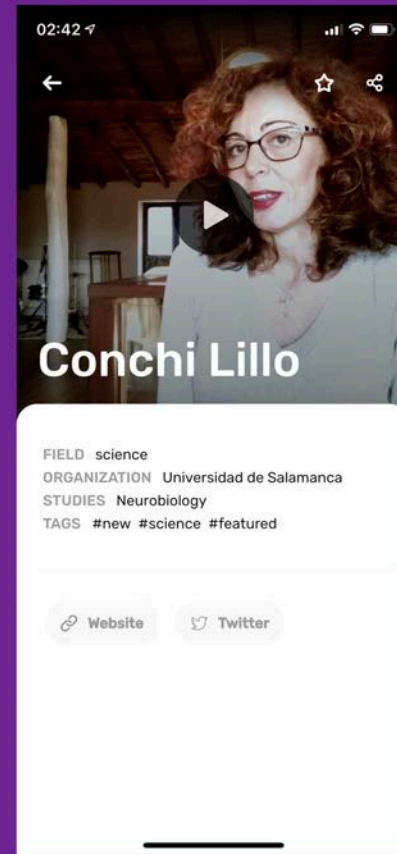 02:42
Conchi Lillo
FIELD science
ORGANIZATION Universidad de Salamanca
STUDIES Neurobiology
TAGS #new #science #featured
Website
Twitter